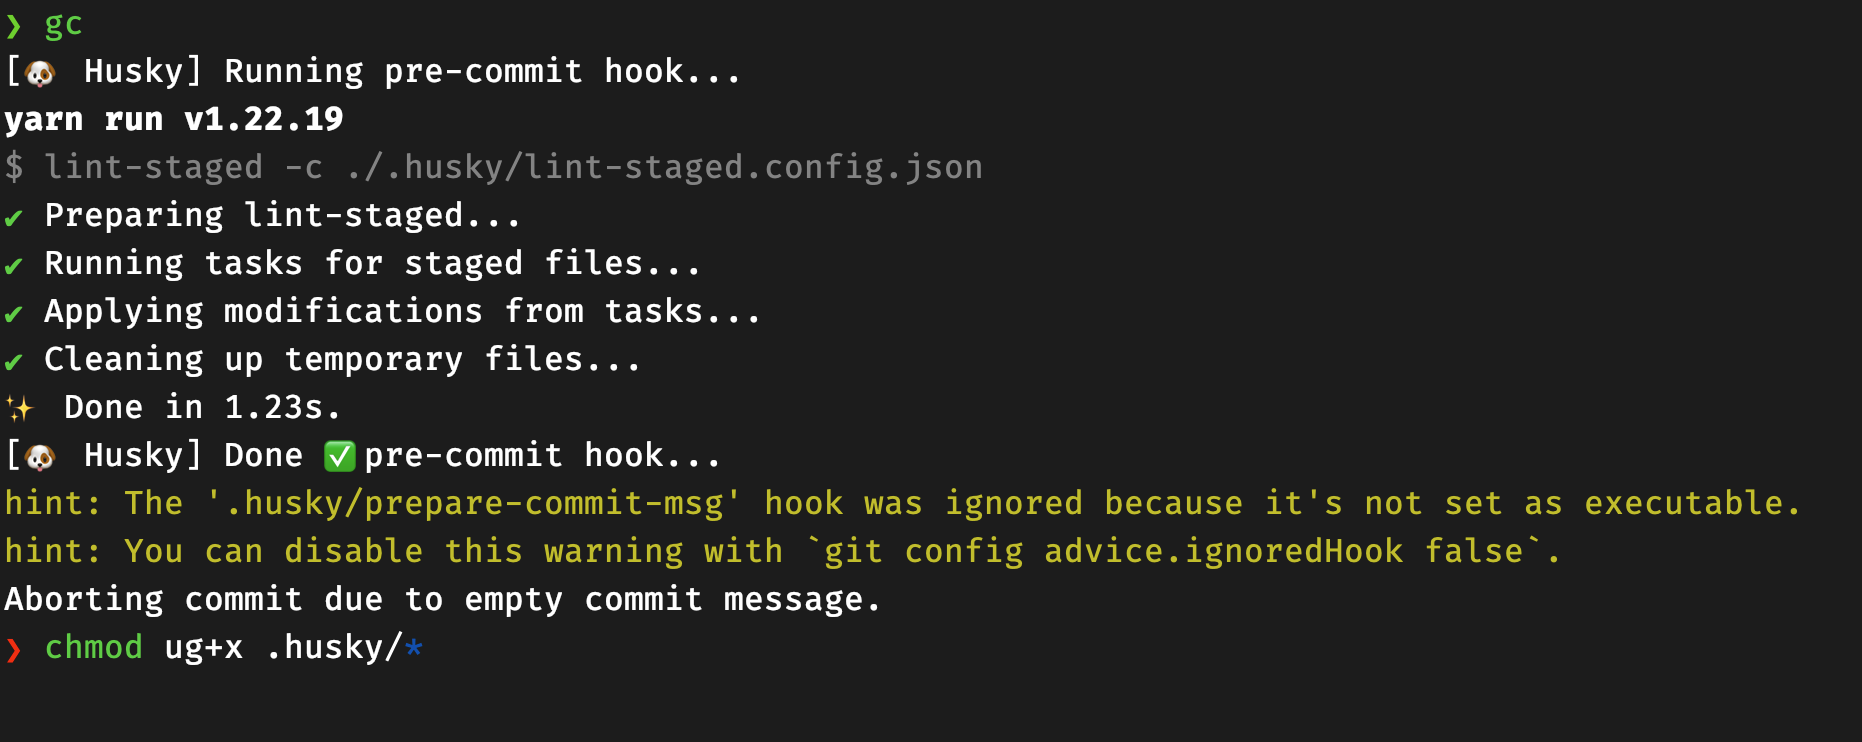 ❯ gc
[🐶 Husky] Running pre-commit hook...
yarn run v1.22.19
$ lint-staged -c ./.husky/lint-staged.config.json
✔ Preparing lint-staged...
✔ Running tasks for staged files...
✔ Applying modifications from tasks...
✔ Cleaning up temporary files...
✨ Done in 1.23s.
[🐶 Husky] Done ✅ pre-commit hook...
hint: The '.husky/prepare-commit-msg' hook was ignored because it's not set as executable.
hint: You can disable this warning with `git config advice.ignoredHook false`.
Aborting commit due to empty commit message.
❯ chmod ug+x .husky/*